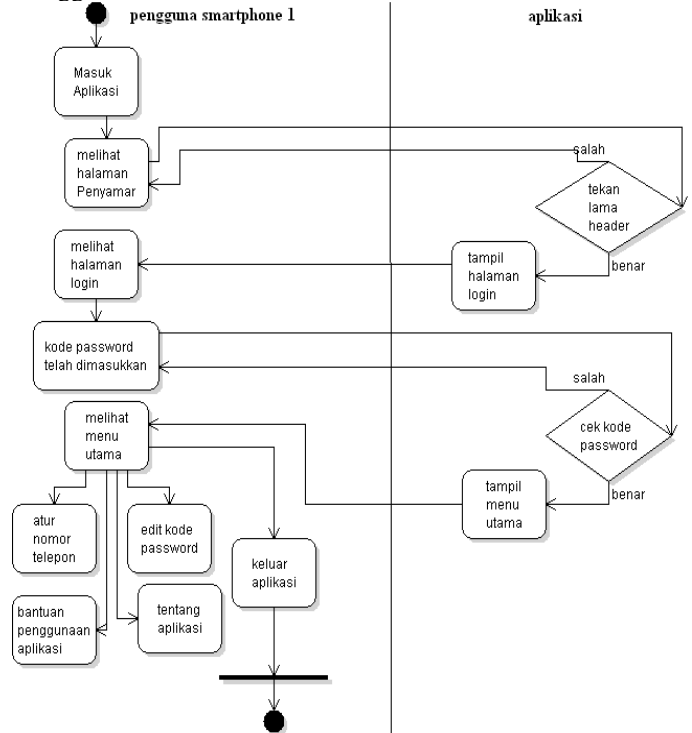 pengguna smartphone 1
aplikasi
Masuk
Aplikasi
melihat
halaman
Penyamar
salah
tekan
lama
header
benar
melihat
halaman
login
tampil
halaman
login
kode password
telah dimasukkan
salah
cek kode
password
benar
melihat
menu
utama
tampil
menu
utama
atur
nomor
telepon
edit kode
password
keluar
aplikasi
bantuan
penggunaan
aplikasi
tentang
aplikasi